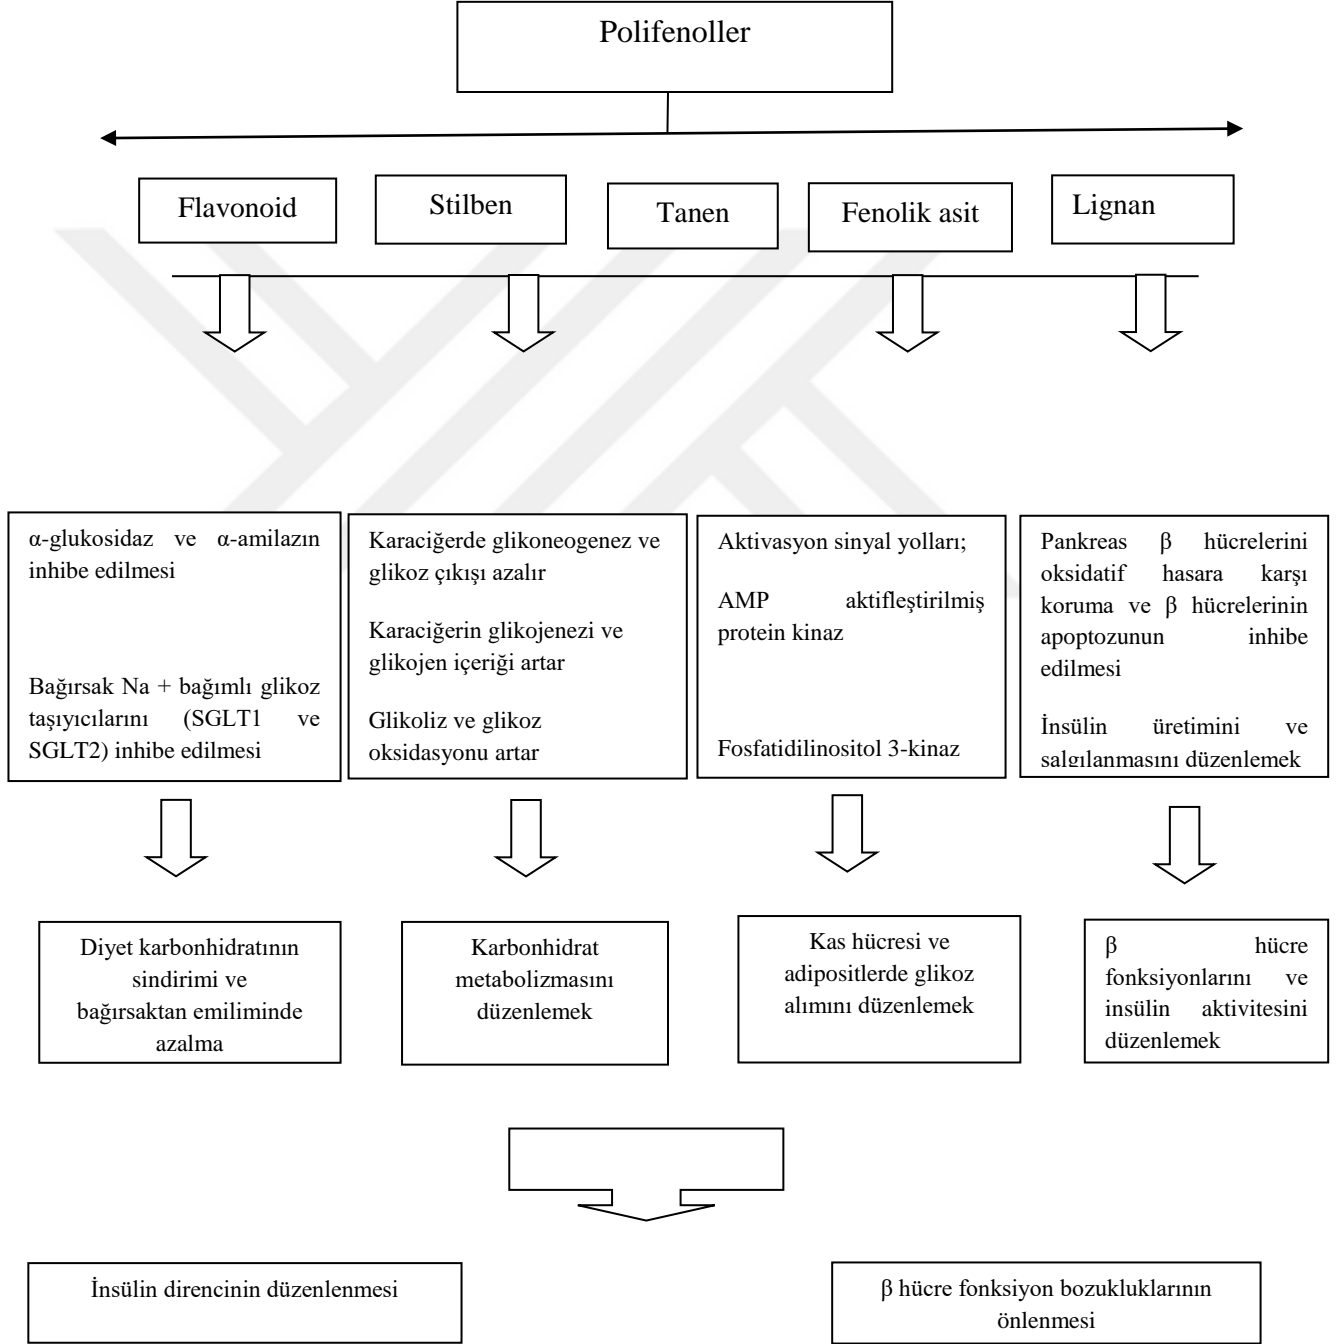 Polifenoller
Flavonoid
Stilben
Tanen
Fenolik asit
Lignan
α-glukosidaz ve α-amilazın
inhibe edilmesi
Bağırsak Na + bağımlı glikoz
taşıyıcılarını (SGLT1 ve
SGLT2) inhibe edilmesi
Karaciğerde glikoneogenez ve
glikoz çıkışı azalır
Karaciğerin glikojenezi ve
glikojen içeriği artar
Glikoliz ve glikoz
oksidasyonu artar
Aktivasyon sinyal yolları;
AMP aktifleştirilmiş
protein kinaz
Fosfatidilinositol 3-kinaz
Pankreas β hücrelerini
oksidatif hasara karşı
koruma ve β hücrelerinin
apoptozunun inhibe
edilmesi
İnsülin üretimini ve
salgılanmasını düzenlemek
Diyet karbonhidratının
sindirimi ve
bağırsaktan emiliminde
azalma
Karbonhidrat
metabolizmasını
düzenlemek
Kas hücresi ve
adipositlerde glikoz
alımını düzenlemek
β hücre
fonksiyonlarını ve
insülin aktivitesini
düzenlemek
İnsülin direncinin düzenlenmesi
β hücre fonksiyon bozukluklarının
önlenmesi